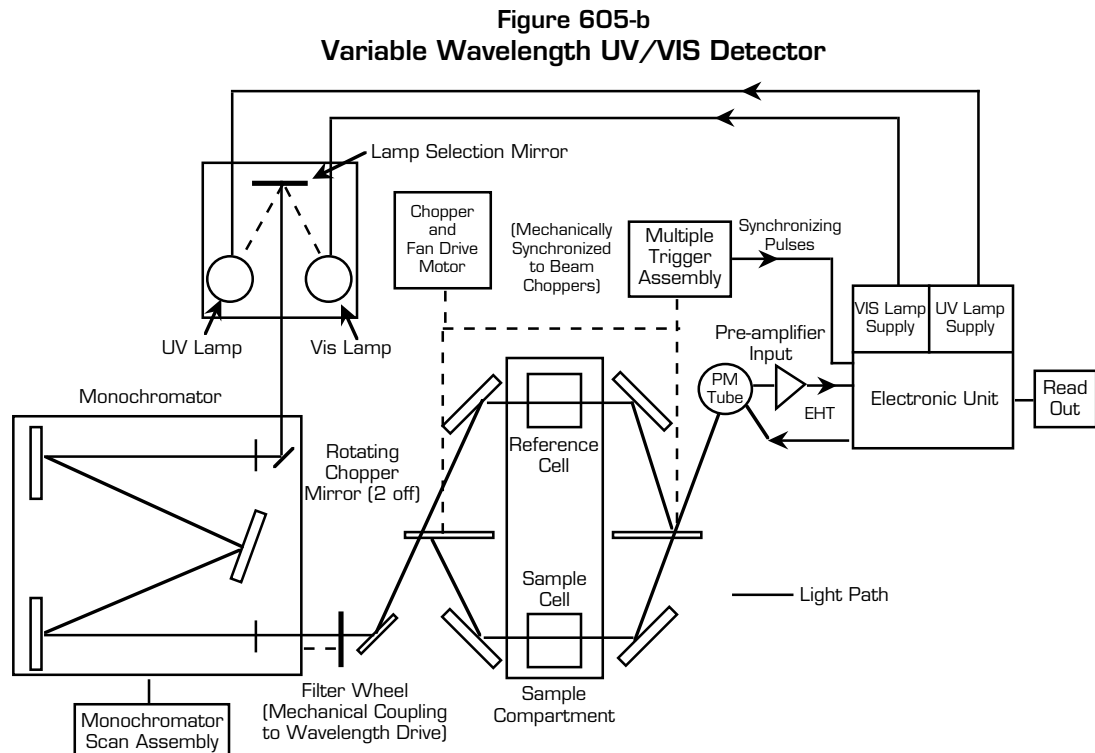 Figure 605-b
Variable Wavelength UV/VIS Detector
Lamp Selection Mirror
UV Lamp
Vis Lamp
Chopper
and
Fan Drive
Motor
(Mechanically
Synchronized
to Beam
Choppers)
Multiple
Trigger
Assembly
Synchronizing
Pulses
VIS Lamp
Supply
UV Lamp
Supply
Pre-amplifier
Input
PM
Tube
EHT
Electronic Unit
Read
Out
Monochromator
Rotating
Chopper
Mirror (2 off)
Reference
Cell
Sample
Cell
Light Path
Filter Wheel
(Mechanical Coupling
to Wavelength Drive)
Sample
Compartment
Monochromator
Scan Assembly